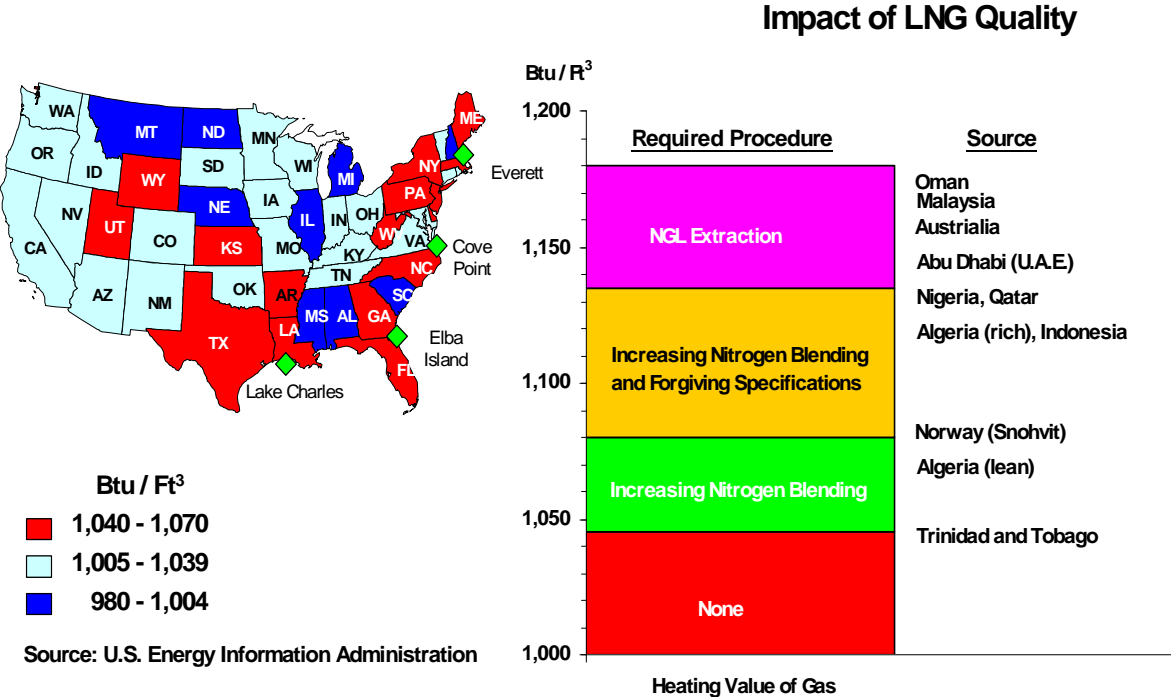 Impact of LNG Quality
Btu / Ft³
WA
MT
ND
MN
ME
OR
ID
SD
WI
MI
NY
WY
Everett
NV
UT
NE
IA
PA
CA
CO
KS
IL
IN
OH
MO
W
VA
KY
Cove
Point
AZ
NM
OK
TN
NC
AR
SC
TX
LA
MS
AL
GA
Elba
Island
FL
Lake Charles
Btu / Ft³
1,040 - 1,070
1,005 - 1,039
980 - 1,004
Source: U.S. Energy Information Administration
1,200
1,150
1,100
1,050
1,000
Required Procedure
NGL Extraction
Increasing Nitrogen Blending
and Forgiving Specifications
Increasing Nitrogen Blending
None
Source
Oman
Malaysia
Austrialia
Abu Dhabi (U.A.E.)
Nigeria, Qatar
Algeria (rich), Indonesia
Norway (Snohvit)
Algeria (lean)
Trinidad and Tobago
Heating Value of Gas